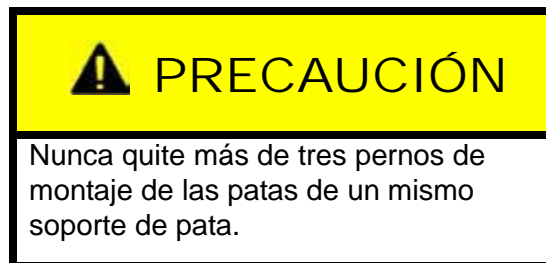 PRECAUCIÓN
Nunca quite más de tres pernos de
montaje de las patas de un mismo
soporte de pata.